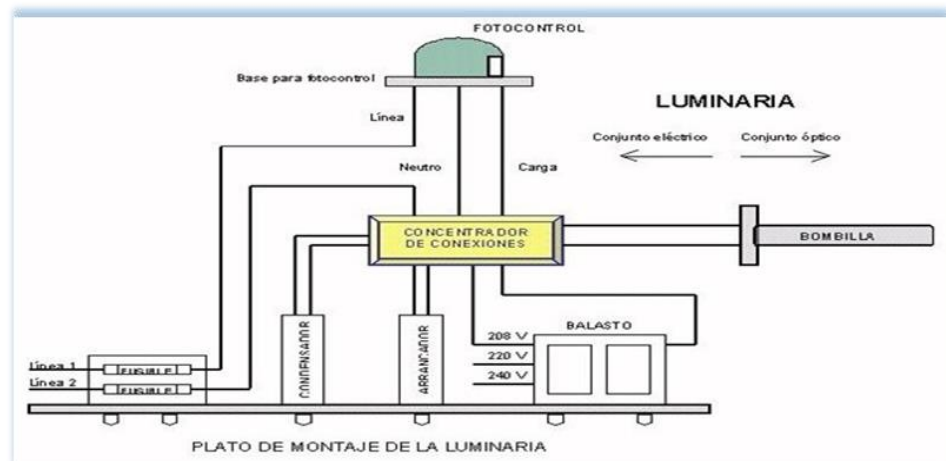 FOTOCONTROL
Base para fotocontrol
Línea
LUMINARIA
Conjunto eléctrico
Conjunto óptico
Neutro
Carga
CONCENTRADOR
DE CONEXIONES
BOMBILLA
CONDENSADOR
ARRANCADOR
208 V
220 V
240 V
BALASTO
Línea 1
FUSIBLE
Línea 2
FUSIBLE
PLATO DE MONTAJE DE LA LUMINARIA